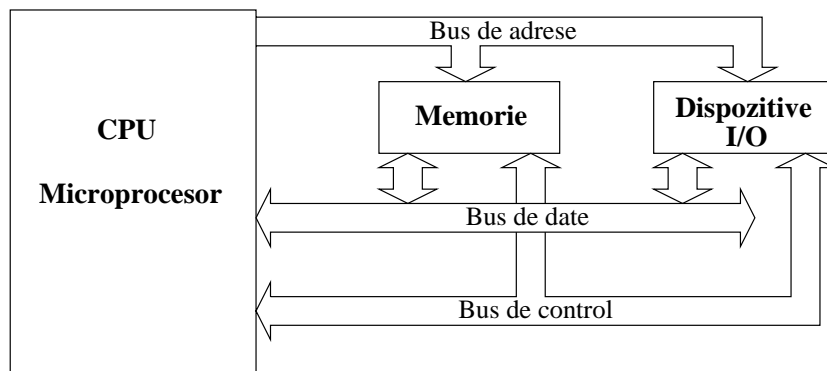 Bus de adrese
CPU
Microprocesor
Memorie
Dispozitive
I/O
Bus de date
Bus de control